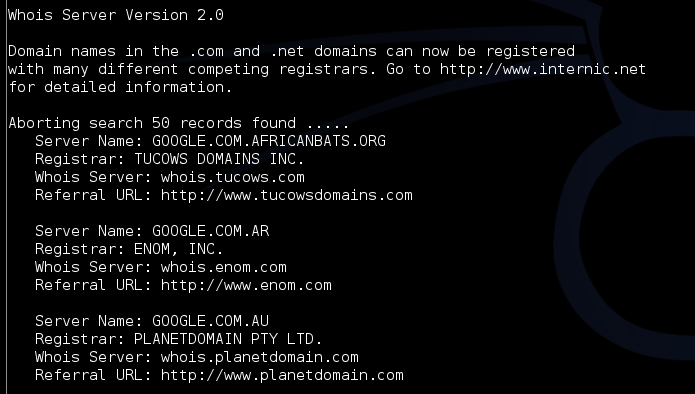 Whois Server Version 2.0
Domain names in the .com and .net domains can now be registered
with many different competing registrars. Go to http://www.internic.net
for detailed information.
Aborting search 50 records found .....
Server Name: GOOGLE.COM.AFRICANBATS.ORG
Registrar: TUCOWS DOMAINS INC.
Whois Server: whois.tucows.com
Referral URL: http://www.tucowsdomains.com
Server Name: GOOGLE.COM.AR
Registrar: ENOM, INC.
Whois Server: whois.enom.com
Referral URL: http://www.enom.com
Server Name: GOOGLE.COM.AU
Registrar: PLANETDOMAIN PTY LTD.
Whois Server: whois.planetdomain.com
Referral URL: http://www.planetdomain.com